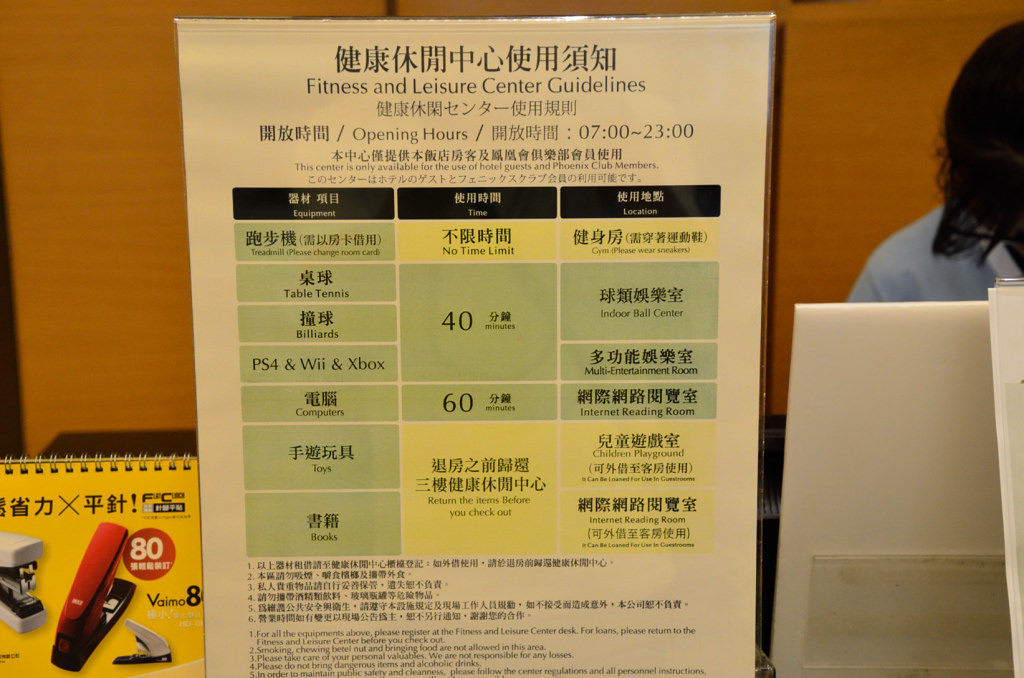 健康休閒中心使用須知
Fitness and Leisure Center Guidelines
健康休閑センター使用規則
開放時間 / Opening Hours / 開放時間 : 07:00~23:00
本中心僅提供本飯店房客及鳳凰會俱樂部會員使用
This center is only available for the use of hotel guests and Phoenix Club Members.
このセンターはホテルのゲストとフェニックスクラブ会員の利用可能です。
器材 項目
Equipment
使用時間
Time
使用地點
Location
跑步機(需以房卡借用)
Treadmill (Please change room card)
不限時間
No Time Limit
健身房(需穿著運動鞋)
Gym (Please wear sneakers)
桌球
Table Tennis
撞球
Billiards
PS4 & Wii & Xbox
40 分鐘
minutes
球類娛樂室
Indoor Ball Center
多功能娛樂室
Multi-Entertainment Room
電腦
Computers
60 分鐘
minutes
網際網路閱覽室
Internet Reading Room
手遊玩具
Toys
書籍
Books
退房之前歸還
三樓健康休閒中心
Return the items Before
you check out
兒童遊戲室
Children Playground
(可外借至客房使用)
It Can Be Loaned For Use In Guestrooms
網際網路閱覽室
Internet Reading Room
(可外借至客房使用)
It Can Be Loaned For Use In Guestrooms
1. 以上器材租借請至健康休閒中心櫃檯登記；如外借使用，請於退房前歸還健康休閒中心。
2. 本區請勿吸煙、嚼食檳榔及攜帶外食。
3. 私人貴重物品請自行妥善保管，遺失恕不負責。
4. 請勿攜帶酒精類飲料、玻璃瓶罐等危險物品。
5. 為維護公共安全與衛生，請遵守本設施規定及現場工作人員規勸，如不接受而造成意外，本公司恕不負責。
6. 營業時間如有變更以現場公告為主，恕不另行通知，謝謝您的合作。
1.For all the equipments above, please register at the Fitness and Leisure Center desk. For loans, please return to the
Fitness and Leisure Center before you check out.
2.Smoking, chewing betel nut and bringing food are not allowed in this area.
3.Please take care of your personal valuables. We are not responsible for any losses.
4.Please do not bring dangerous items and alcoholic drinks.
5.In order to maintain public safety and cleanness, please follow the center regulations and all personnel instructions,
省力×平針!
針腳平貼
80
張輕鬆裝訂
Vaimo8
MAX